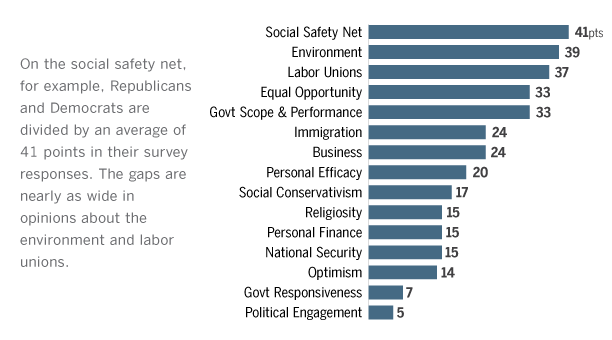 On the social safety net,
for example, Republicans
and Democrats are
divided by an average of
41 points in their survey
responses. The gaps are
nearly as wide in
opinions about the
environment and labor
unions.
Social Safety Net 41pts
Environment 39
Labor Unions 37
Equal Opportunity 33
Govt Scope & Performance 33
Immigration 24
Business 24
Personal Efficacy 20
Social Conservativism 17
Religiosity 15
Personal Finance 15
National Security 15
Optimism 14
Govt Responsiveness 7
Political Engagement 5